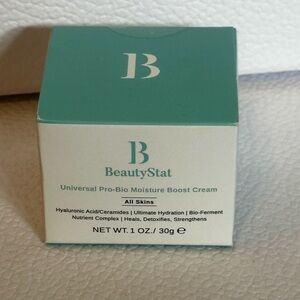 B
B
BeautyStat
Universal Pro-Bio Moisture Boost Cream
All Skins
Hyaluronic Acid/Ceramides | Ultimate Hydration | Bio-Ferment
Nutrient Complex | Heals, Detoxifies, Strengthens
NET WT. 1 OZ./ 30g ℮